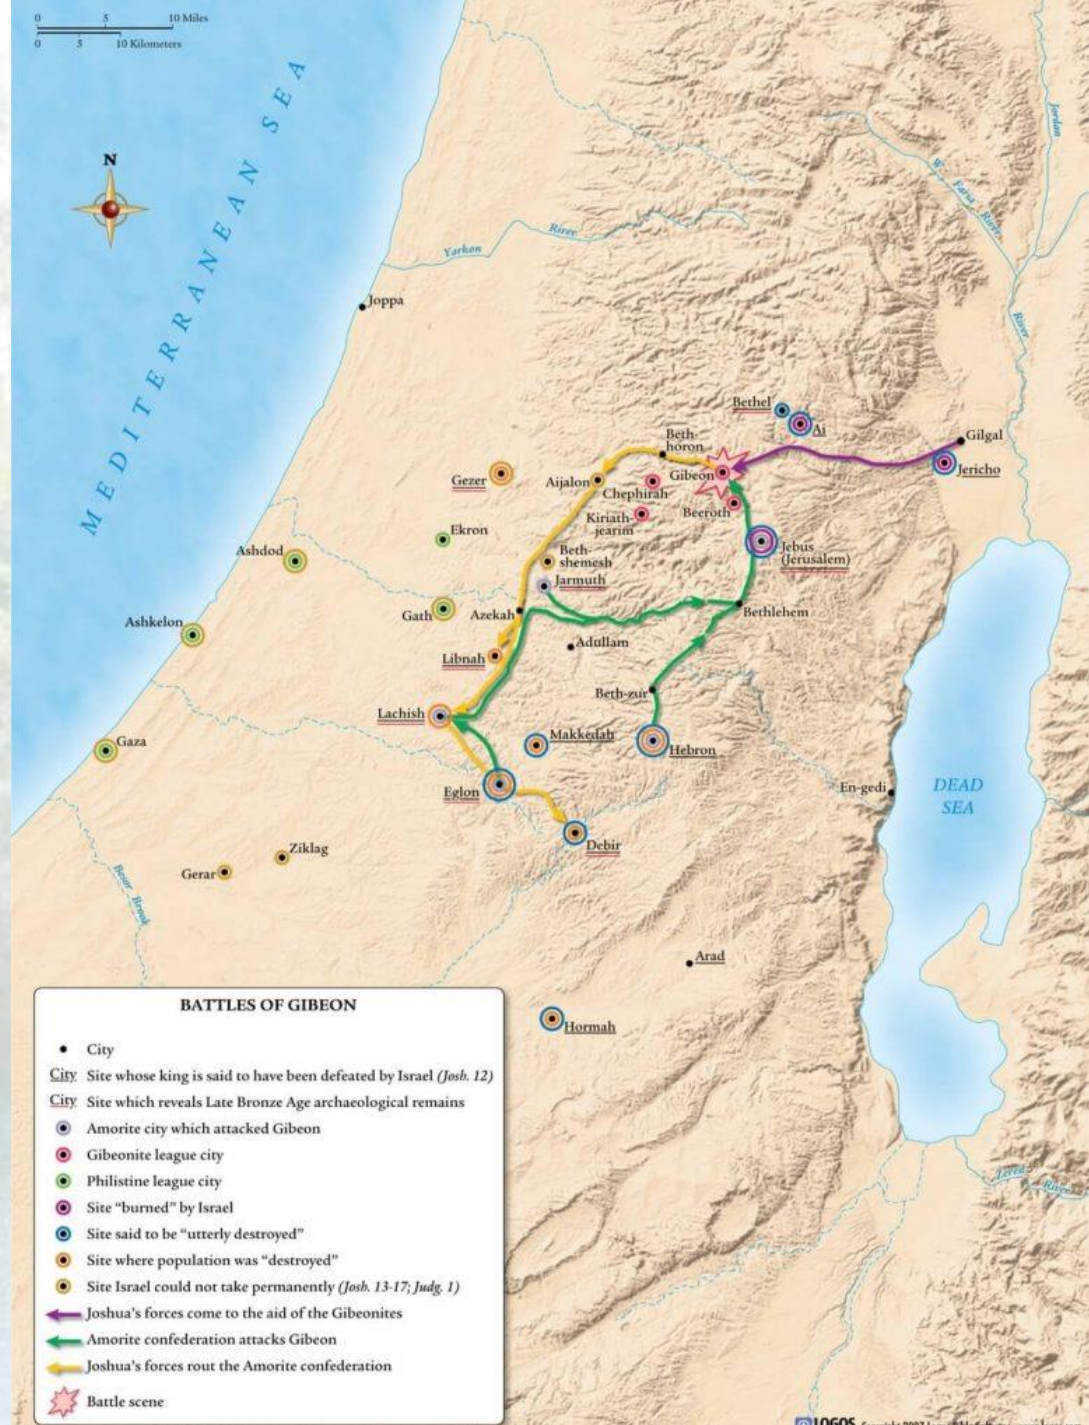 0 5 10 Miles
0 5 10 Kilometers
MEDITERRANEAN SEA
N
Jordan
River
W. Faria River
Yarkon River
Joppa
Bethel
Ai
Gilgal
Jericho
Beth-
horon
Gibeon
Gezer
Aijalon
Chephirah
Kiriath-
jearim
Beeroth
Ekron
Ashdod
Beth-
shemesh
Jebus
(Jerusalem)
Jarmuth
Gath
Azekah
Bethlehem
Ashkelon
Adullam
Libnah
Beth-zur
Lachish
Makkedah
Hebron
Gaza
Eglon
En-gedi
DEAD
SEA
Debir
Ziklag
Gerar
Besor Brook
Arad
Hormah
BATTLES OF GIBEON
City
City Site whose king is said to have been defeated by Israel (Josh. 12)
City Site which reveals Late Bronze Age archaeological remains
Amorite city which attacked Gibeon
Gibeonite league city
Philistine league city
Site “burned” by Israel
Site said to be “utterly destroyed”
Site where population was “destroyed”
Site Israel could not take permanently (Josh. 13-17; Judg. 1)
Joshua's forces come to the aid of the Gibeonites
Amorite confederation attacks Gibeon
Joshua's forces rout the Amorite confederation
Battle scene
River
LOGOS